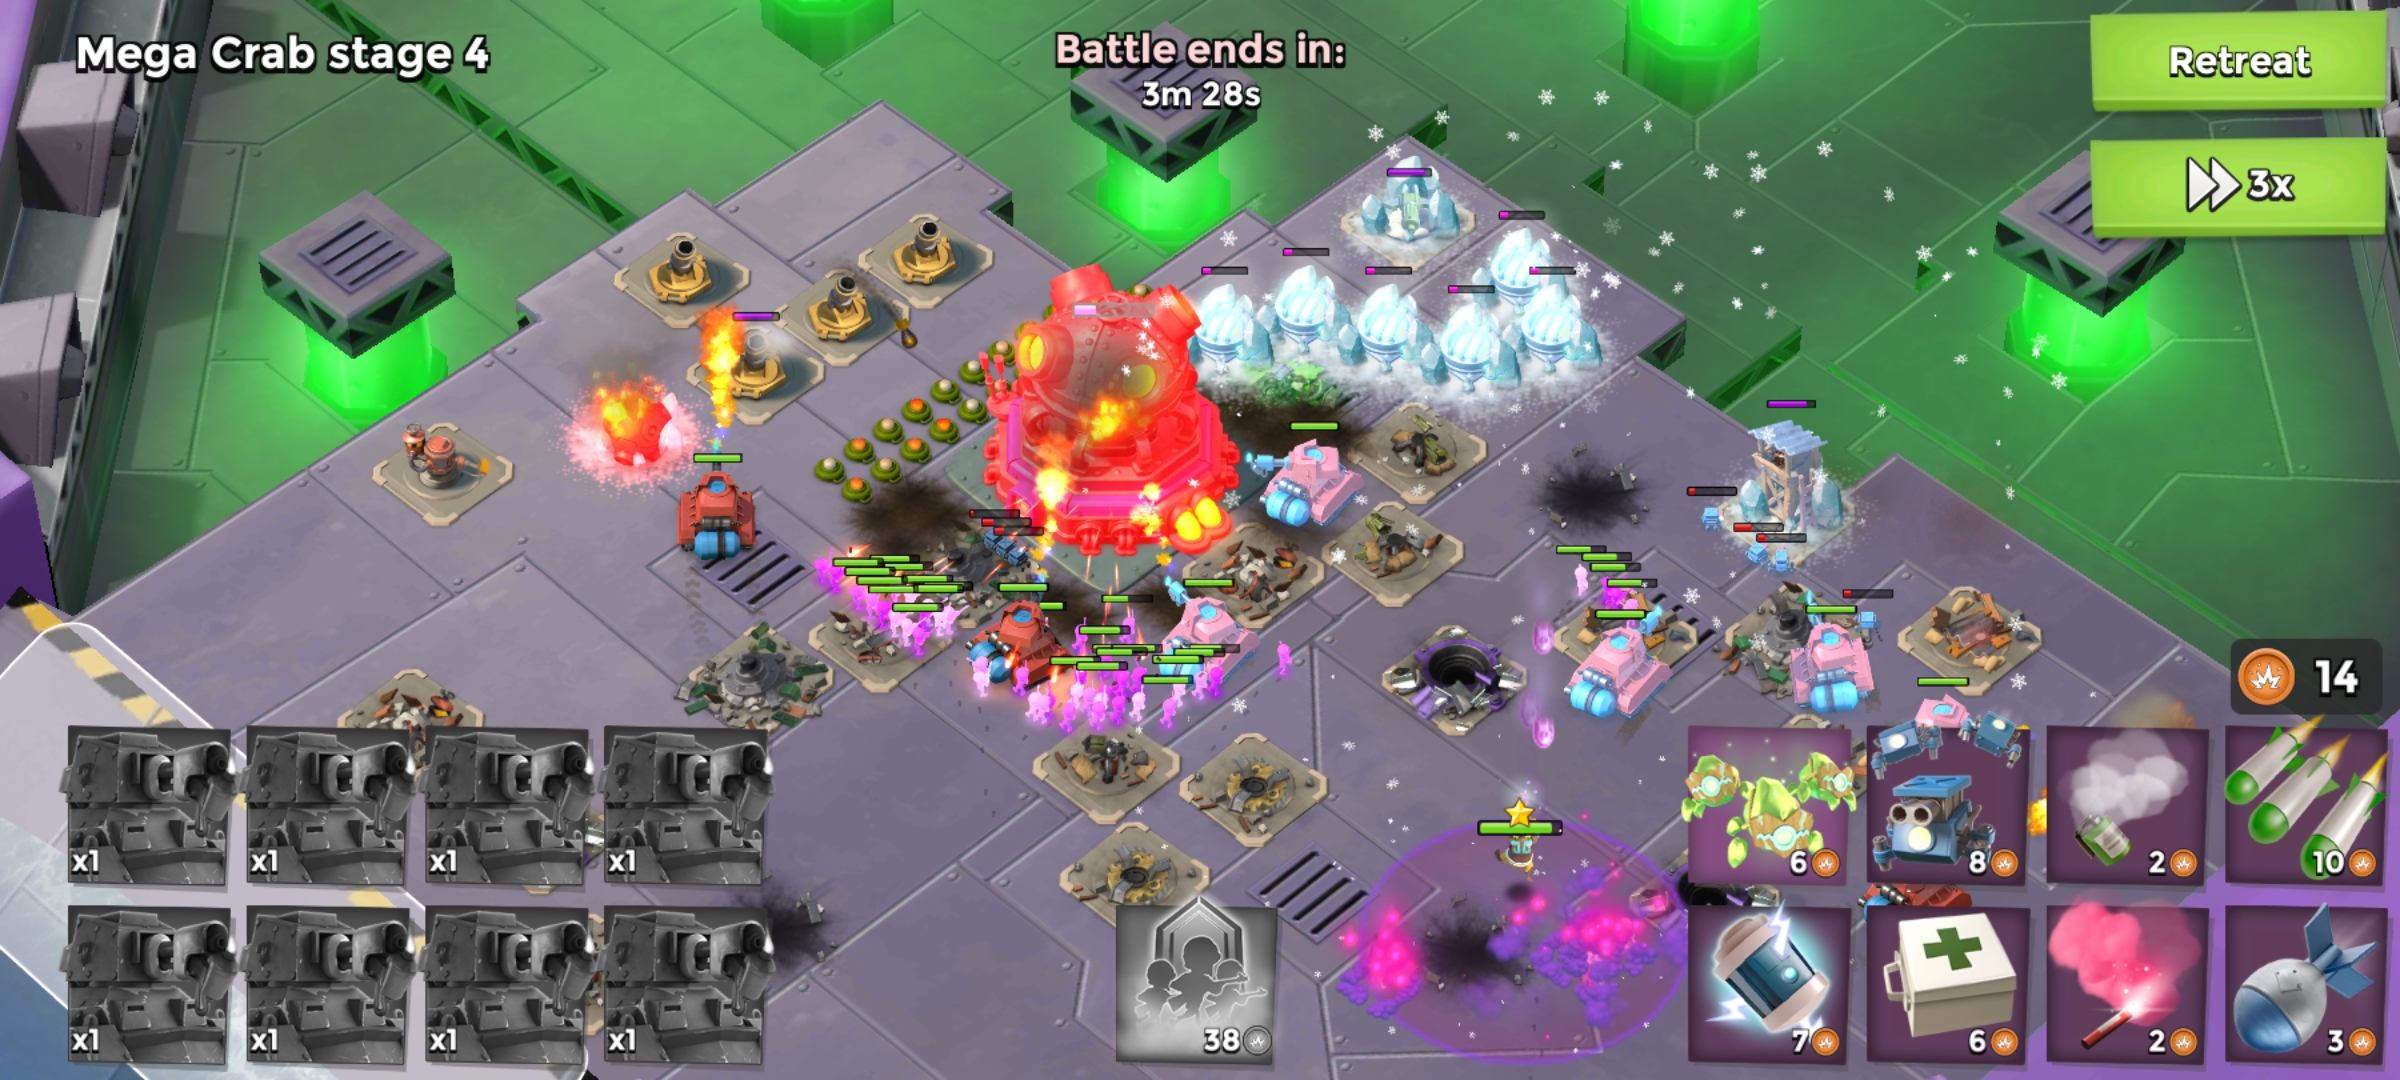 Mega Crab stage 4
Battle ends in:
3m 28s
Retreat
3x
14
x1
x1
x1
x1
6
8
2
10
x1
x1
x1
x1
38
7
6
2
3